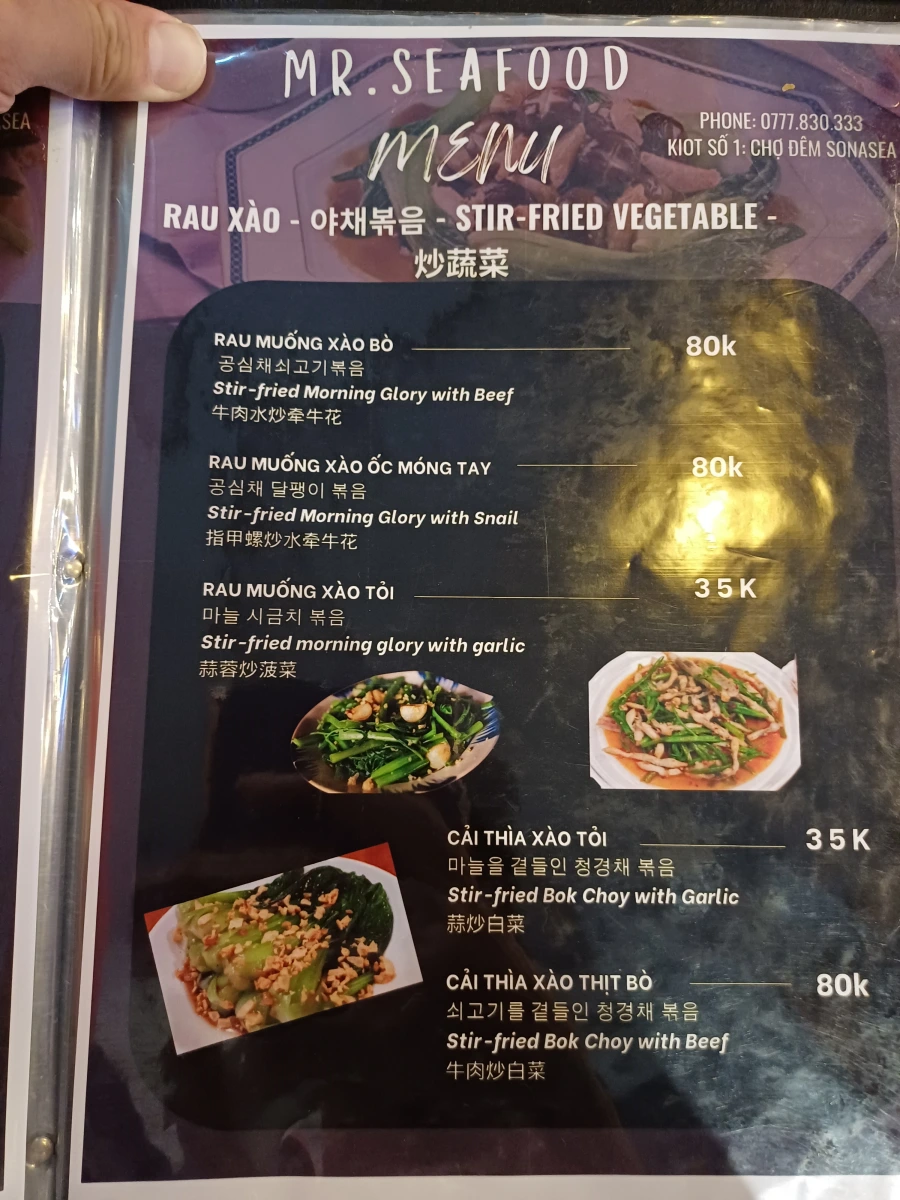 SEA
MR.SEAFOOD
MENU
PHONE: 0777.830.333
KIOT SỐ 1: CHỢ ĐÊM SONASEA
RAU XÀO - 야채볶음 - STIR-FRIED VEGETABLE -
炒蔬菜
RAU MUỐNG XÀO BÒ 80k
공심채쇠고기볶음
Stir-fried Morning Glory with Beef
牛肉水炒牵牛花
RAU MUỐNG XÀO ỐC MÓNG TAY 80k
공심채 달팽이 볶음
Stir-fried Morning Glory with Snail
指甲螺炒水牵牛花
RAU MUỐNG XÀO TỎI 35K
마늘 시금치 볶음
Stir-fried morning glory with garlic
蒜蓉炒菠菜
CẢI THÌA XÀO TỎI 35K
마늘을 곁들인 청경채 볶음
Stir-fried Bok Choy with Garlic
蒜炒白菜
CẢI THÌA XÀO THỊT BÒ 80k
쇠고기를 곁들인 청경채 볶음
Stir-fried Bok Choy with Beef
牛肉炒白菜